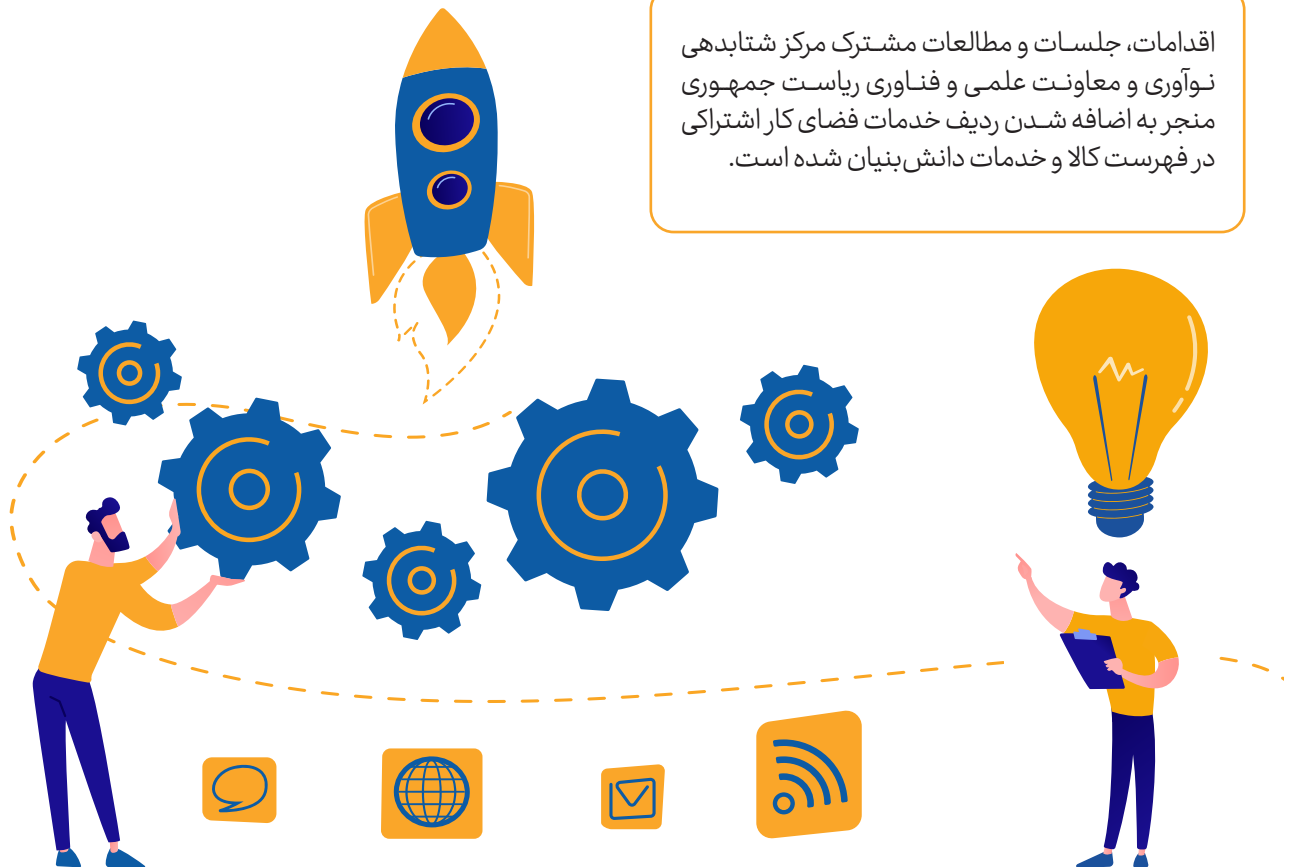 اقدامات، جلسات و مطالعات مشترک مرکز شتابدهی
نوآوری و معاونت علمی و فناوری ریاست جمهوری
منجر به اضافه شدن ردیف خدمات فضای کار اشتراکی
در فهرست کالا و خدمات دانش‌بنیان شده است.